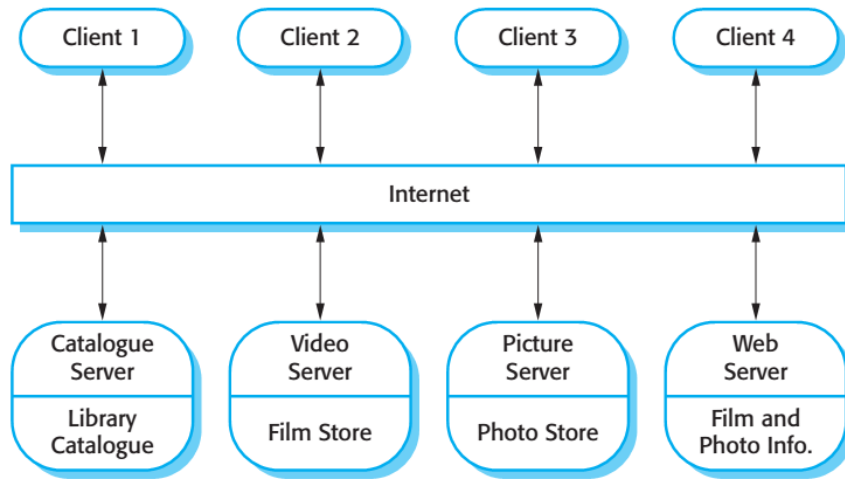 Client 1
Client 2
Client 3
Client 4
Internet
Catalogue
Server
Library
Catalogue
Video
Server
Film Store
Picture
Server
Photo Store
Web
Server
Film and
Photo Info.